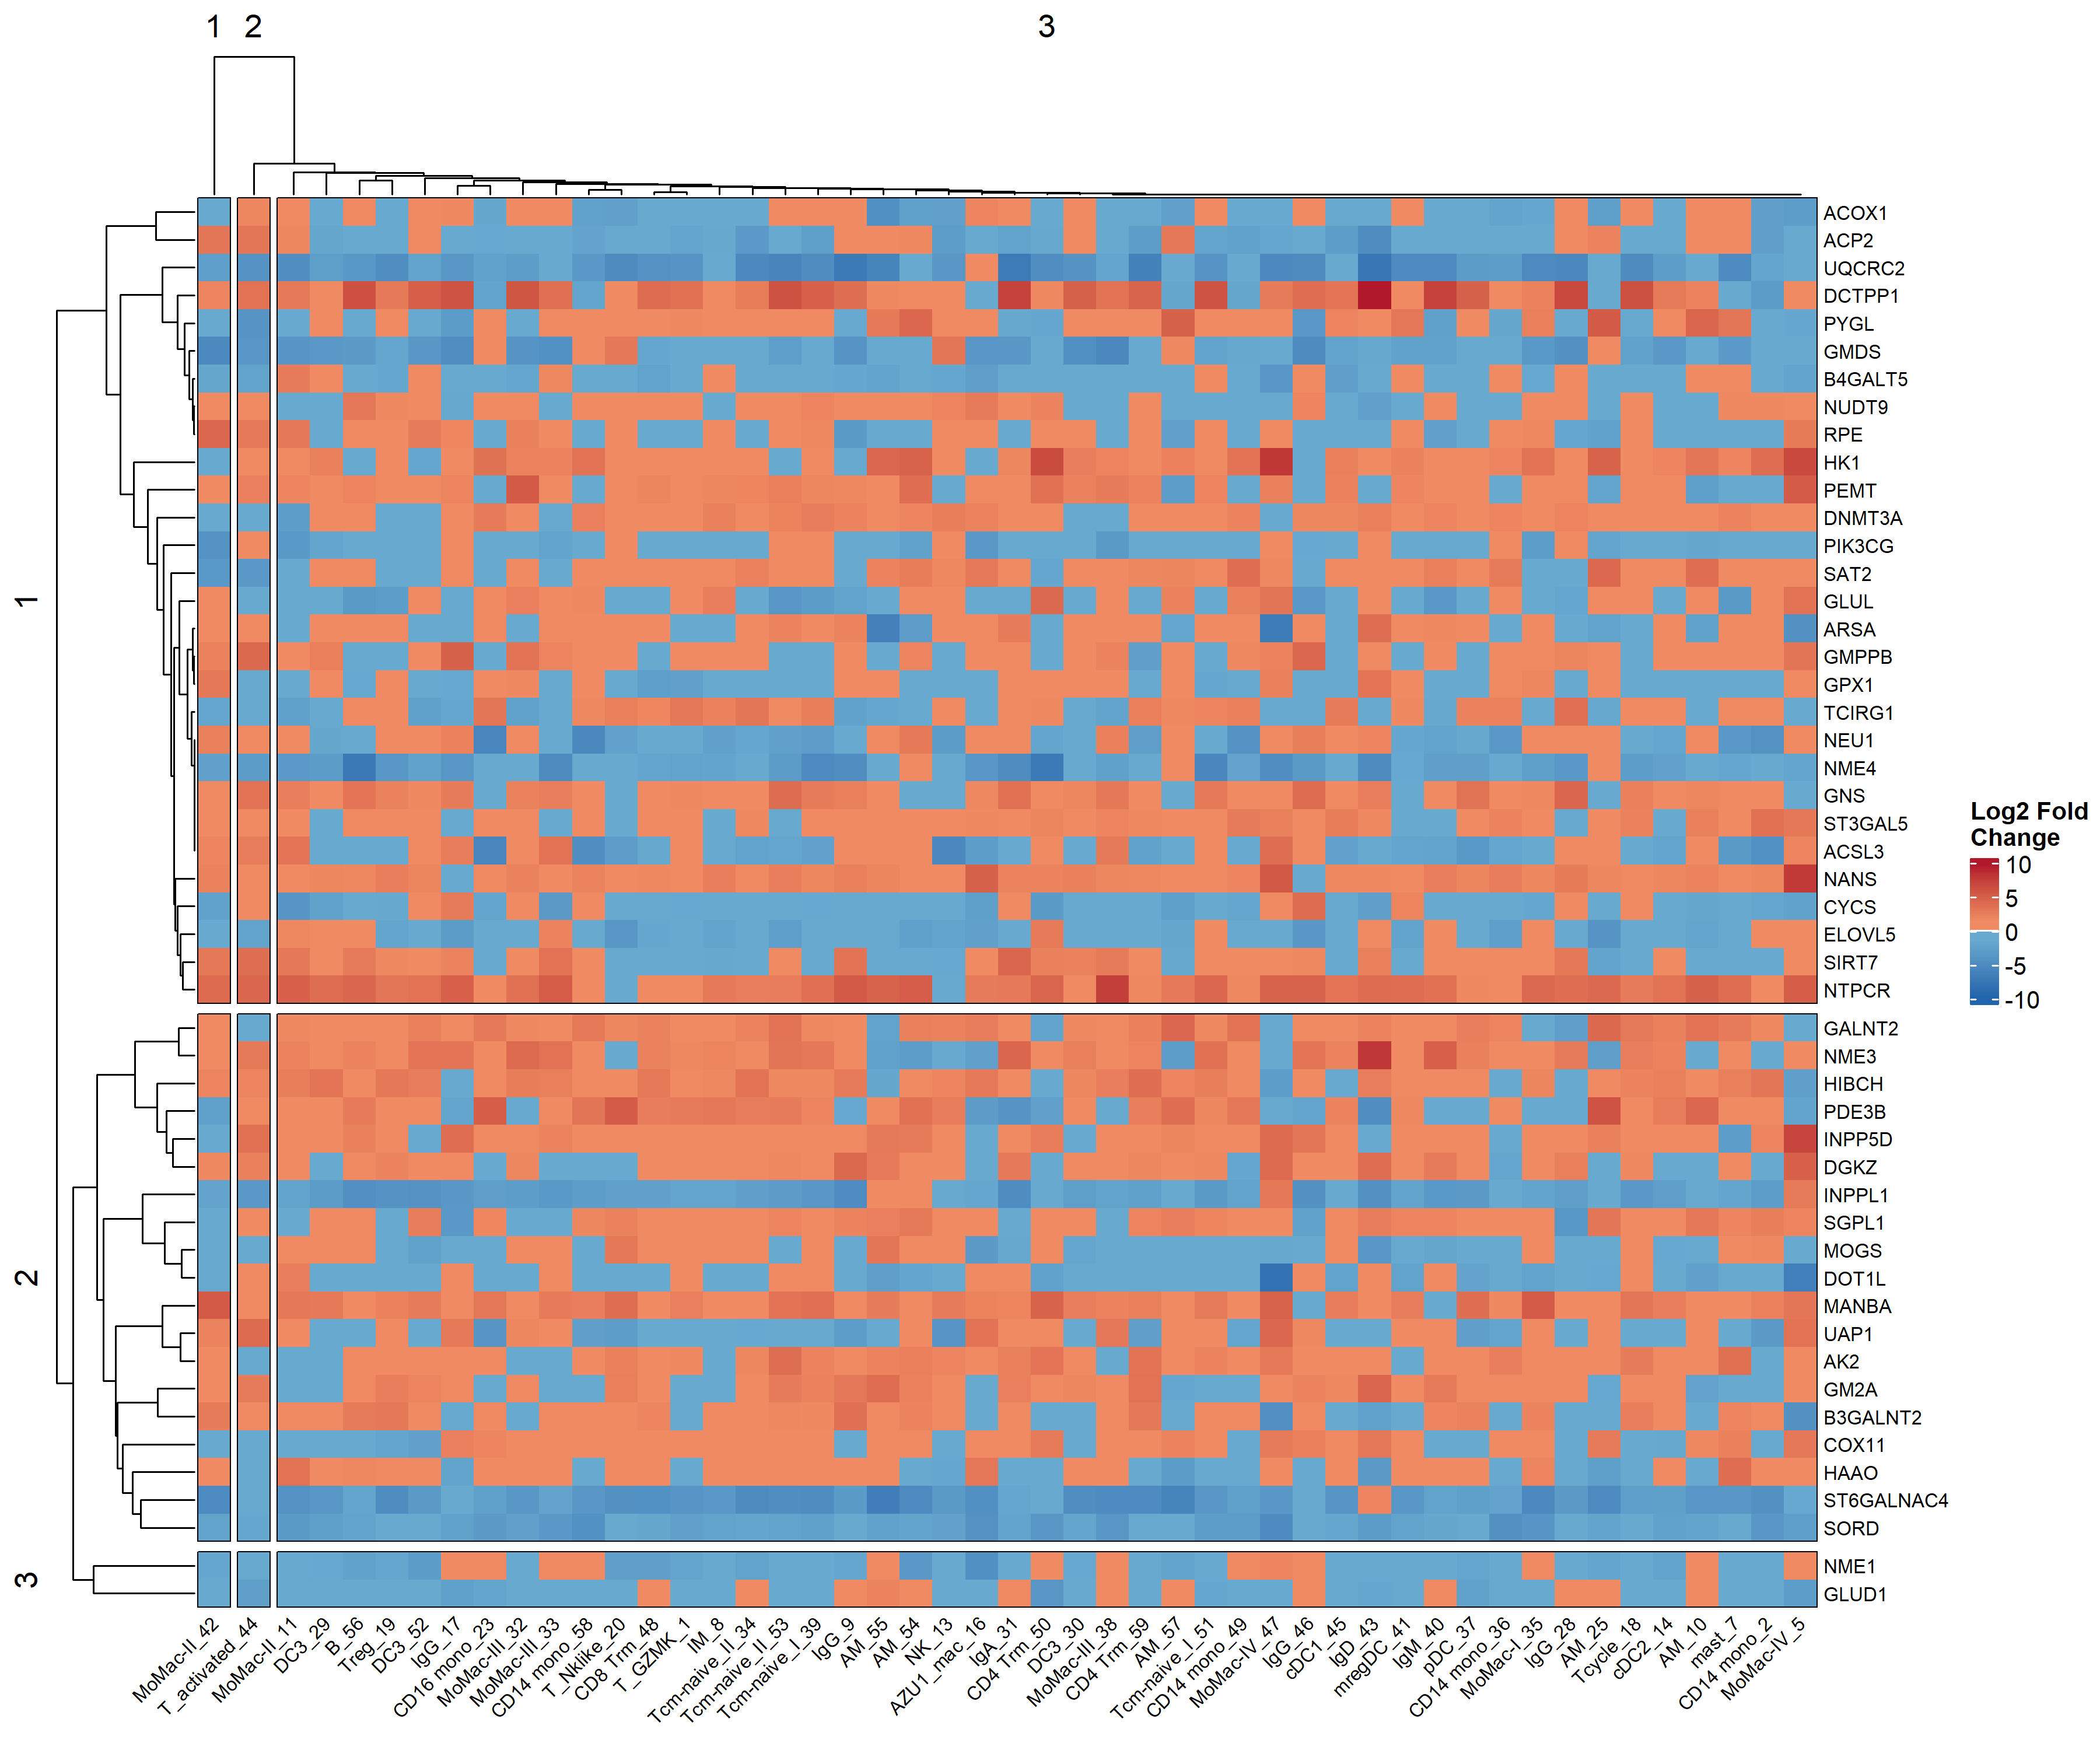 1 2 3
1
2
3
ACOX1
ACP2
UQCRC2
DCTPP1
PYGL
GMDS
B4GALT5
NUDT9
RPE
HK1
PEMT
DNMT3A
PIK3CG
SAT2
GLUL
ARSA
GMPPB
GPX1
TCIRG1
NEU1
NME4
GNS
ST3GAL5
ACSL3
NANS
CYCS
ELOVL5
SIRT7
NTPCR
GALNT2
NME3
HIBCH
PDE3B
INPP5D
DGKZ
INPPL1
SGPL1
MOGS
DOT1L
MANBA
UAP1
AK2
GM2A
B3GALNT2
COX11
HAAO
ST6GALNAC4
SORD
NME1
GLUD1
MoMac-II_42
T_activated_44
MoMac-II_11
DC3_29
B_56
Treg_19
DC3_52
IgG_17
CD16 mono_23
MoMac-III_32
MoMac-III_33
CD14 mono_58
T_Nklike_20
CD8 Trm_48
T_GZMK_1
IM_8
Tcm-naive_II_34
Tcm-naive_II_53
Tcm-naive_I_39
IgG_9
AM_55
AM_54
NK_13
AZU1_mac_16
IgA_31
CD4 Trm_50
DC3_30
MoMac-III_38
CD4 Trm_59
AM_57
Tcm-naive_I_51
CD14 mono_49
MoMac-IV_47
IgG_46
cDC1_45
IgD_43
mregDC_41
IgM_40
pDC_37
CD14 mono_36
MoMac-I_35
IgG_28
AM_25
Tcycle_18
cDC2_14
AM_10
mast_7
CD14 mono_2
MoMac-IV_5
Log2 Fold
Change
10
5
0
-5
-10